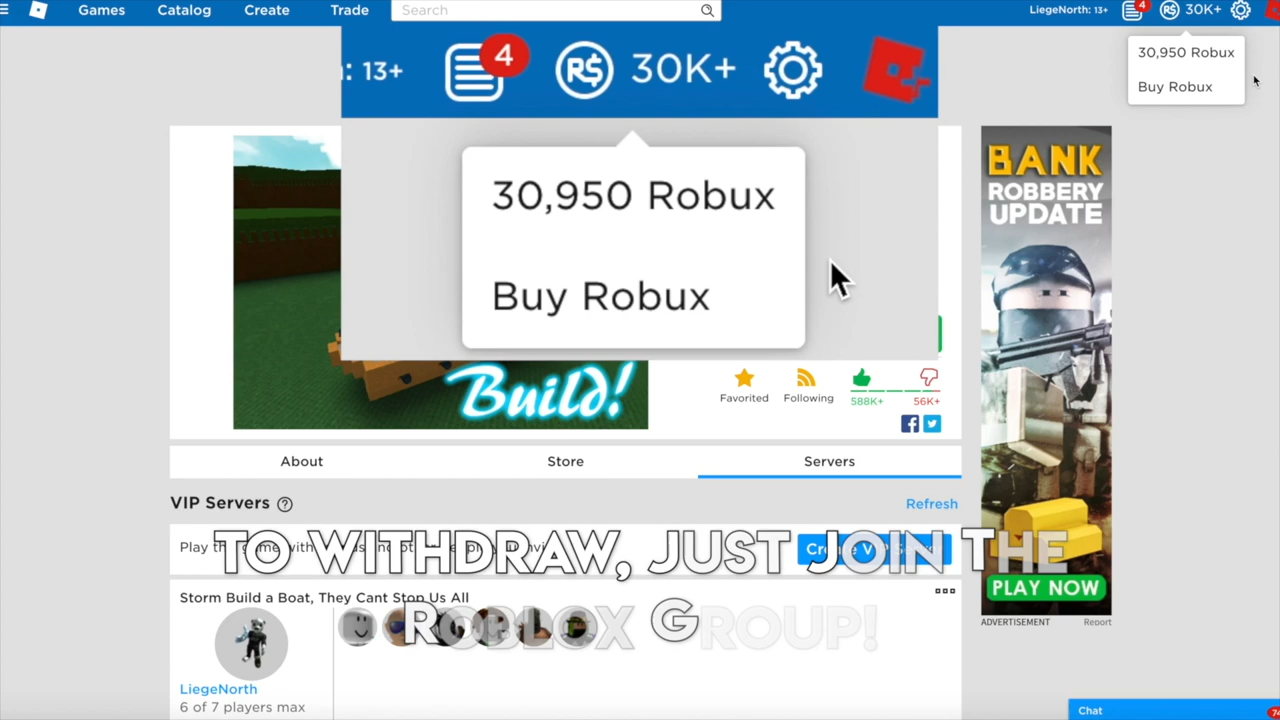 Games Catalog Create Trade Search LiegeNorth: 13+ 4 R$ 30K+
30,950 Robux
Buy Robux
: 13+ 4 R$ 30K+
30,950 Robux
Buy Robux
Build!
Favorited Following 588K+ 56K+
BANK
ROBBERY
UPDATE
PLAY NOW
ADVERTISEMENT Report
About Store Servers
VIP Servers ? Refresh
TO WITHDRAW, JUST JOIN THE
ROBLOX GROUP!
Storm Build a Boat, They Cant Stop Us All
LiegeNorth
6 of 7 players max
Chat